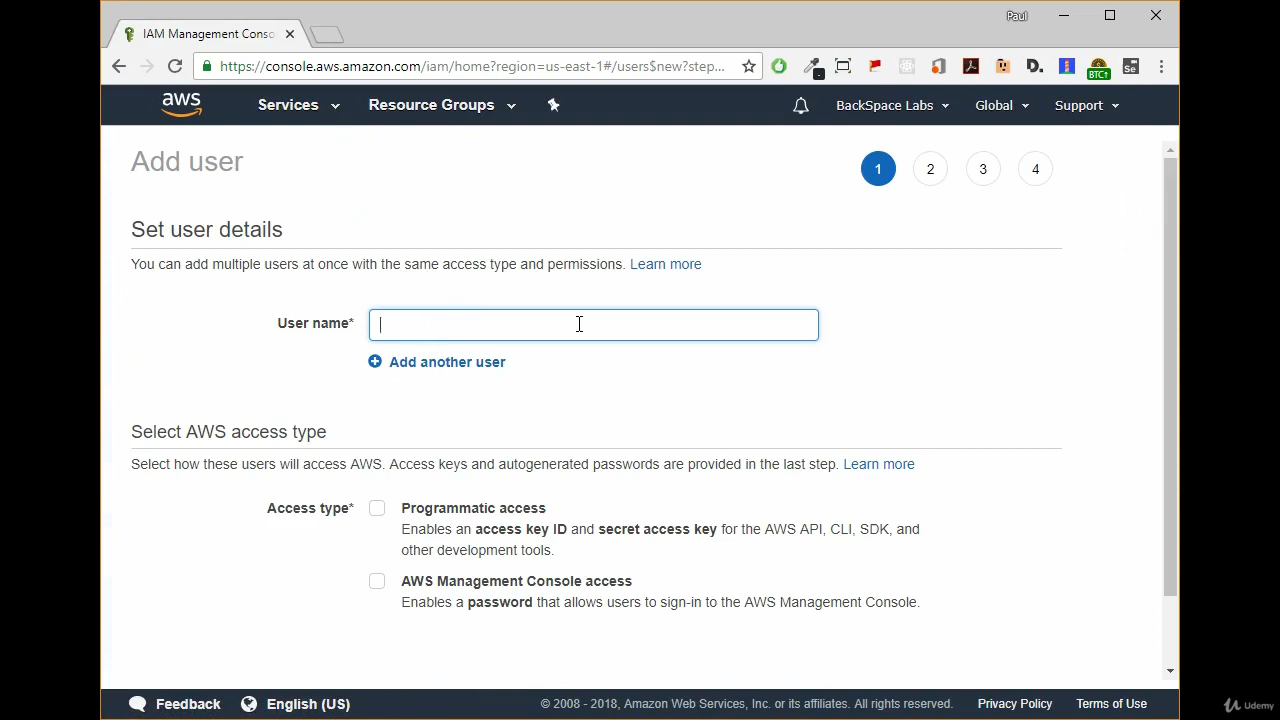 Paul
IAM Management Conso
https://console.aws.amazon.com/iam/home?region=us-east-1#/users$new?step...
D.
BTC↑
Se
aws
Services
Resource Groups
BackSpace Labs
Global
Support
Add user
1
2
3
4
Set user details
You can add multiple users at once with the same access type and permissions. Learn more
User name*
Add another user
Select AWS access type
Select how these users will access AWS. Access keys and autogenerated passwords are provided in the last step. Learn more
Access type*
Programmatic access
Enables an access key ID and secret access key for the AWS API, CLI, SDK, and
other development tools.
AWS Management Console access
Enables a password that allows users to sign-in to the AWS Management Console.
Feedback
English (US)
© 2008 - 2018, Amazon Web Services, Inc. or its affiliates. All rights reserved.
Privacy Policy
Terms of Use
Udemy